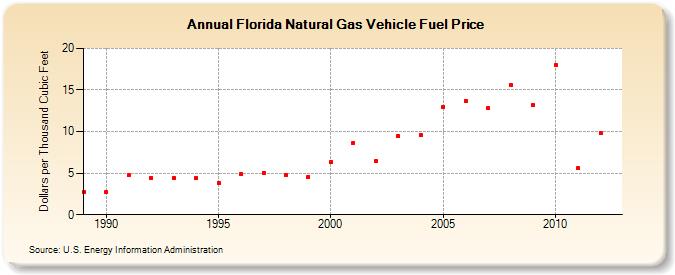 Annual Florida Natural Gas Vehicle Fuel Price
Dollars per Thousand Cubic Feet
20
15
10
5
0
1990 1995 2000 2005 2010
Source: U.S. Energy Information Administration